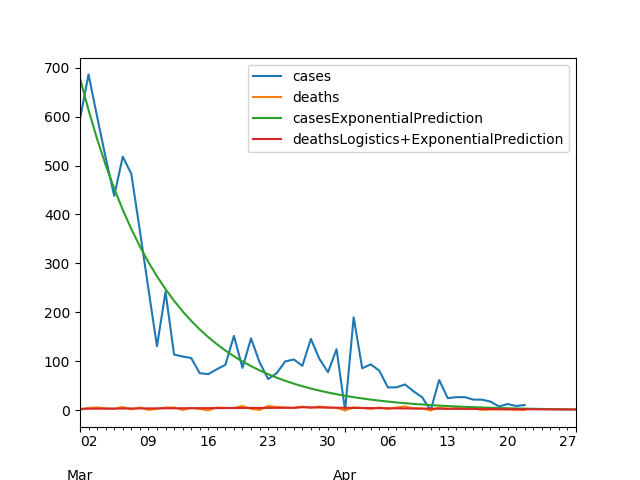 700
600
500
400
300
200
100
0
cases
deaths
casesExponentialPrediction
deathsLogistics+ExponentialPrediction
02 09 16 23 30 06 13 20 27
Mar Apr